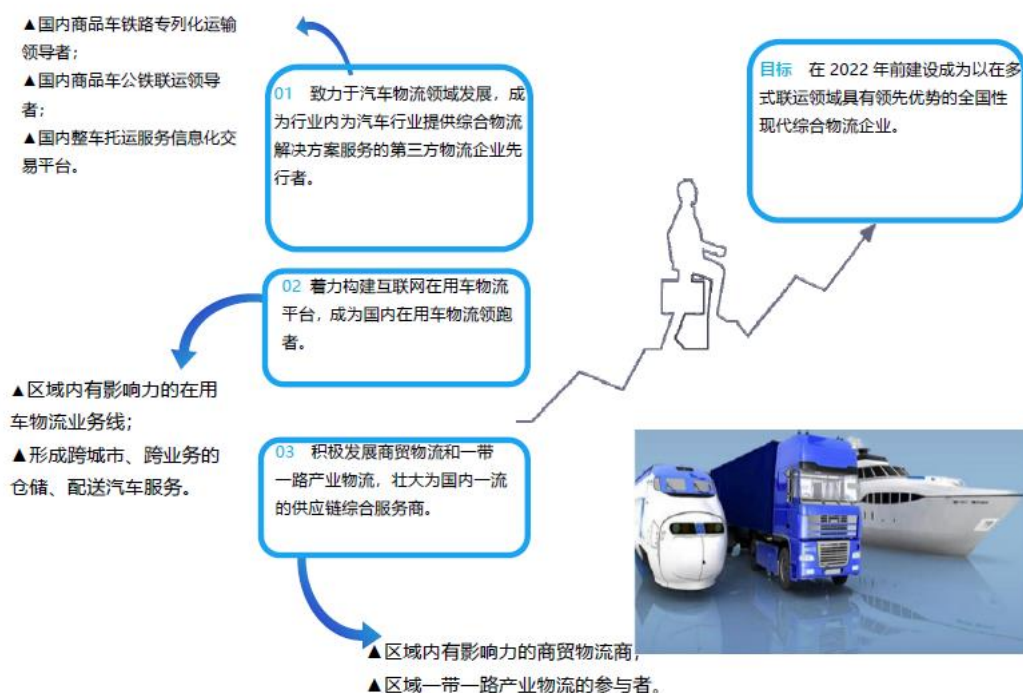 ▲国内商品车铁路专列化运输
领导者；
▲国内商品车公铁联运领导
者；
▲国内整车托运服务信息化交
易平台。
01 致力于汽车物流领域发展，成
为行业内为汽车行业提供综合物流
解决方案服务的第三方物流企业先
行者。
目标 在 2022 年前建设成为以在多
式联运领域具有领先优势的全国性
现代综合物流企业。
02 着力构建互联网在用车物流
平台，成为国内在用车物流领跑
者。
▲区域内有影响力的在用
车物流业务线；
▲形成跨城市、跨业务的
仓储、配送汽车服务。
03 积极发展商贸物流和一带
一路产业物流，壮大为国内一流
的供应链综合服务商。
▲区域内有影响力的商贸物流商；
▲区域一带一路产业物流的参与者。